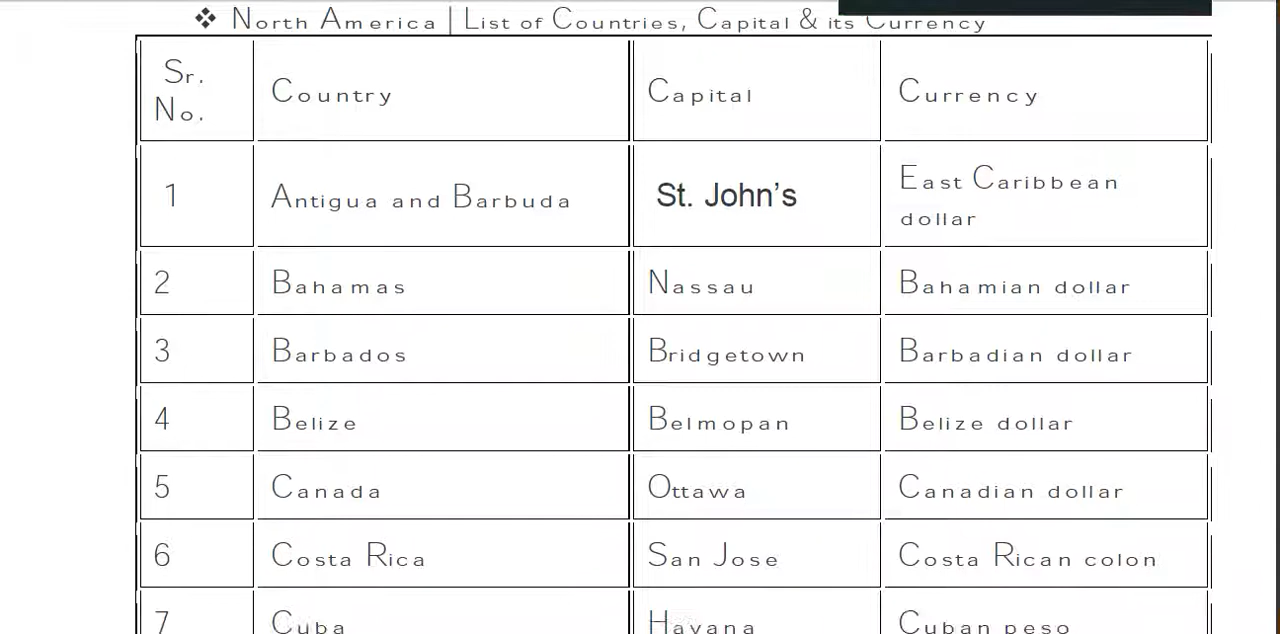 ❖ North America | List of Countries, Capital & its Currency
Sr. No. Country Capital Currency
1 Antigua and Barbuda St. John's East Caribbean dollar
2 Bahamas Nassau Bahamian dollar
3 Barbados Bridgetown Barbadian dollar
4 Belize Belmopan Belize dollar
5 Canada Ottawa Canadian dollar
6 Costa Rica San Jose Costa Rican colon
7 Cuba Havana Cuban peso